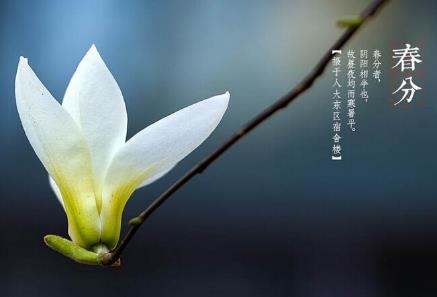 春分
春分者，
阴阳相半也，
故昼夜均而寒暑平。
【摄于人大东区宿舍楼】